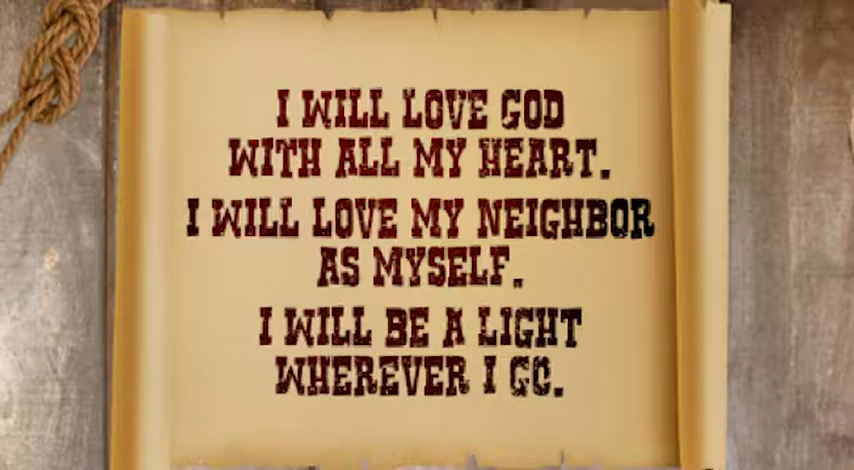 I WILL LOVE GOD
WITH ALL MY HEART.
I WILL LOVE MY NEIGHBOR
AS MYSELF.
I WILL BE A LIGHT
WHEREVER I GO.